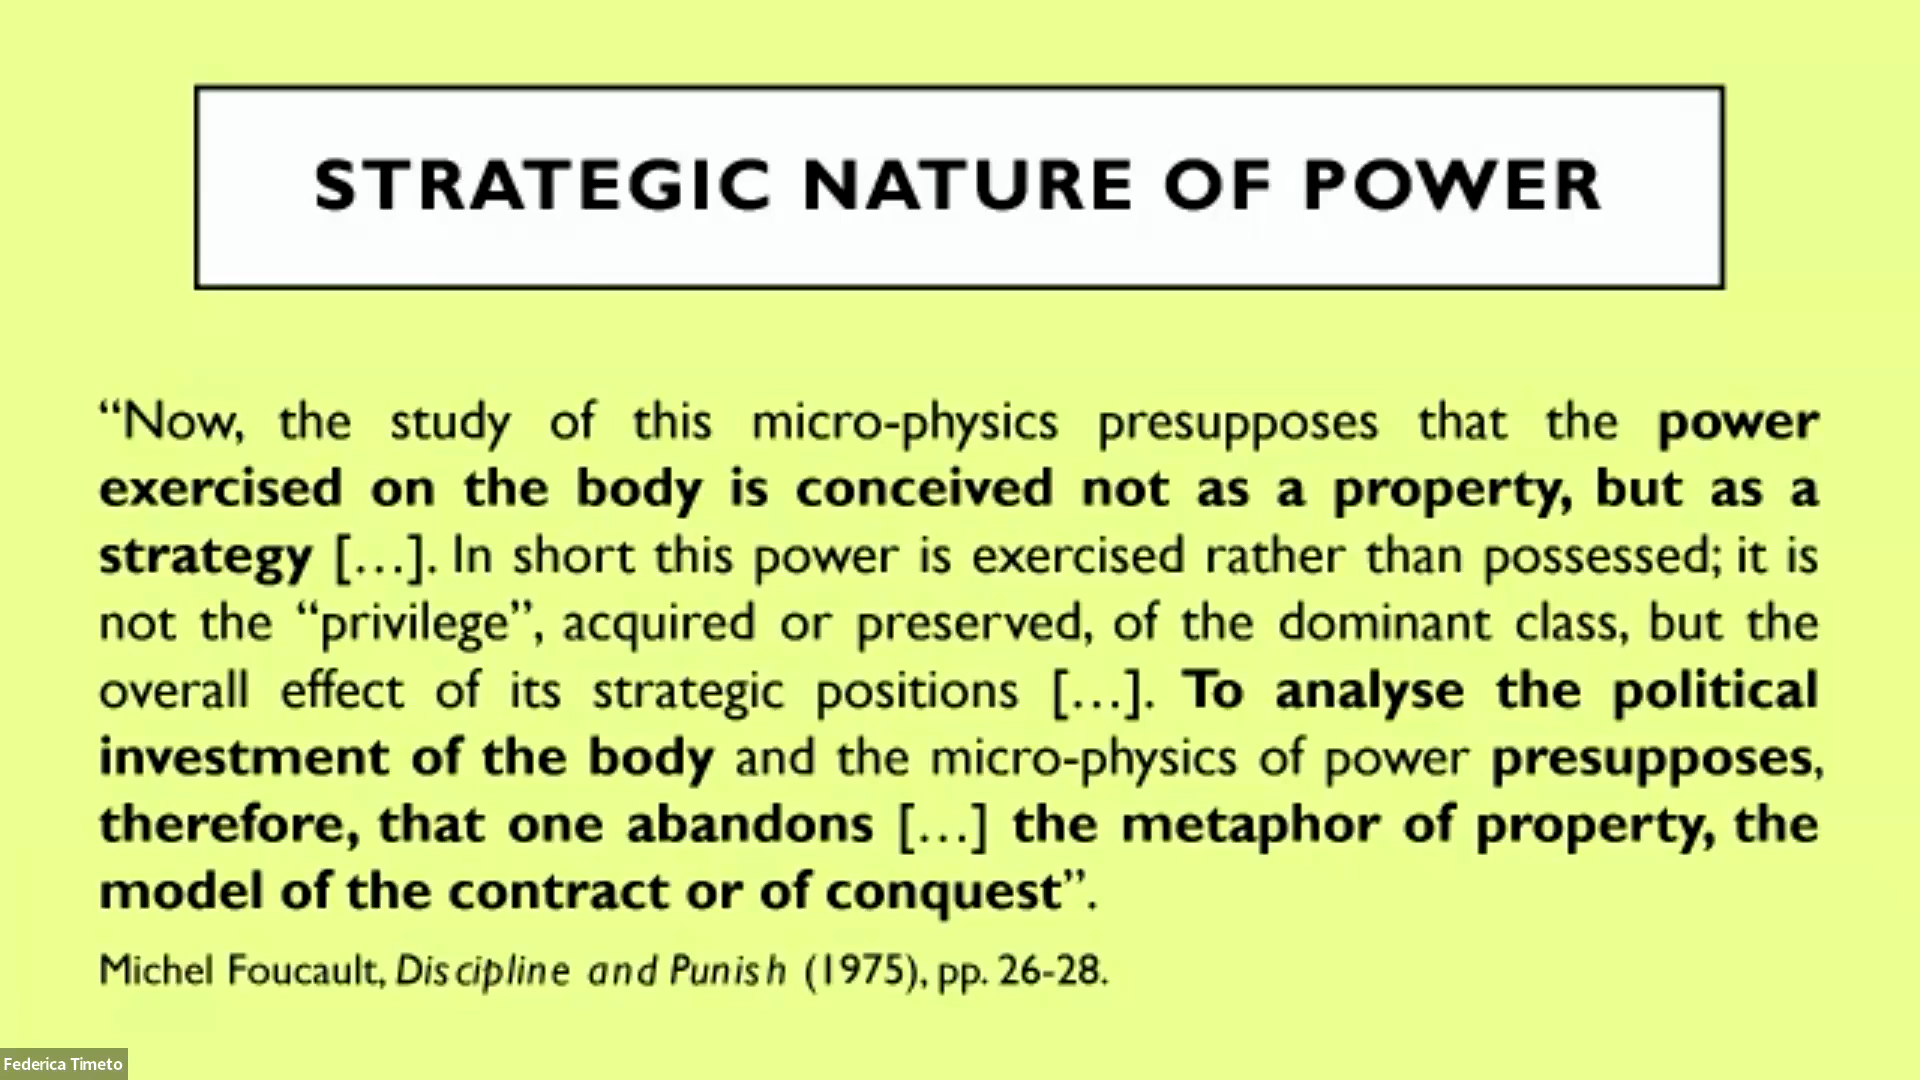 STRATEGIC NATURE OF POWER
“Now, the study of this micro-physics presupposes that the power
exercised on the body is conceived not as a property, but as a
strategy […]. In short this power is exercised rather than possessed; it is
not the “privilege”, acquired or preserved, of the dominant class, but the
overall effect of its strategic positions […]. To analyse the political
investment of the body and the micro-physics of power presupposes,
therefore, that one abandons […] the metaphor of property, the
model of the contract or of conquest”.
Michel Foucault, Discipline and Punish (1975), pp. 26-28.
Federica Timeto